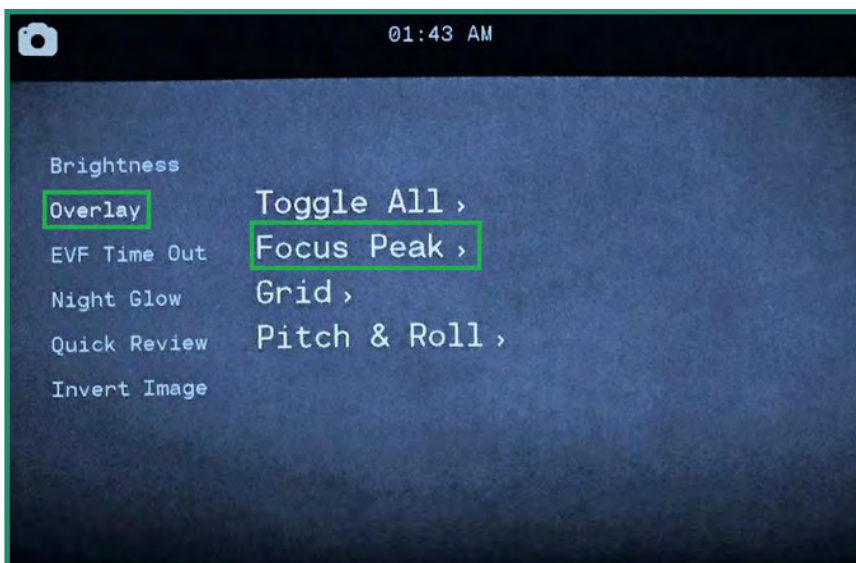 01:43 AM
Brightness
Overlay
EVF Time Out
Night Glow
Quick Review
Invert Image
Toggle All ›
Focus Peak ›
Grid ›
Pitch & Roll ›